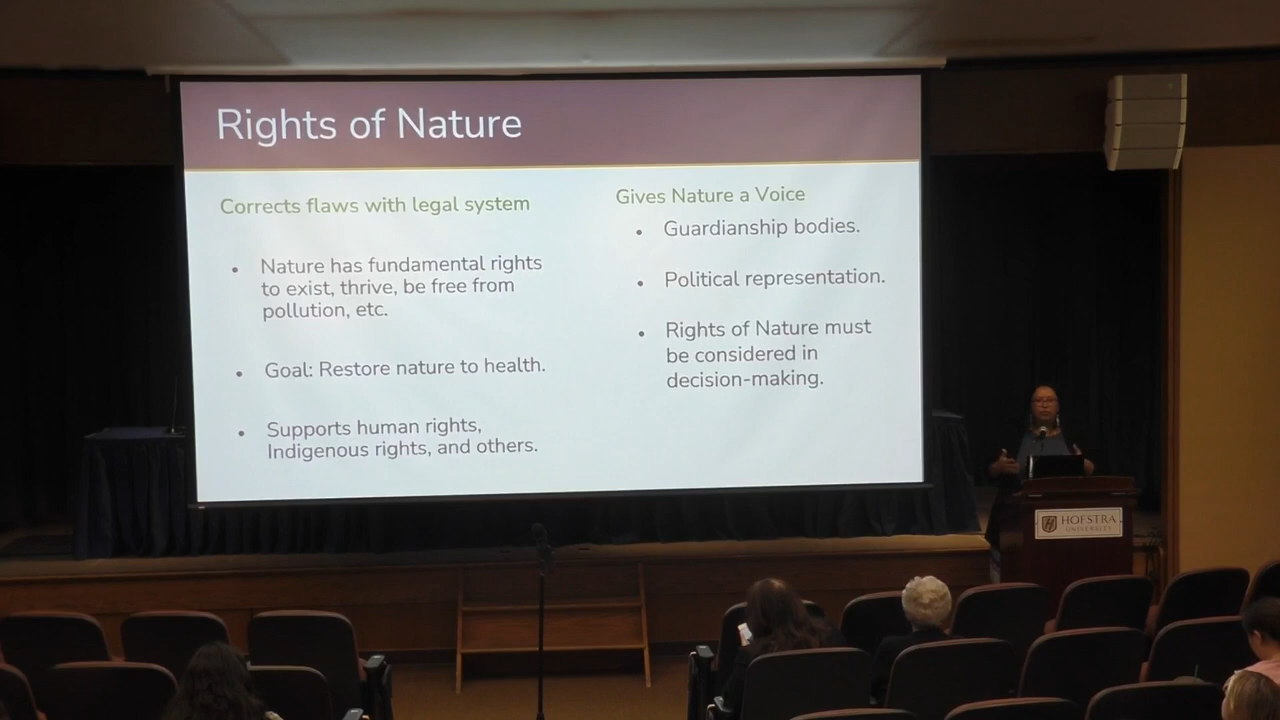 Rights of Nature
Corrects flaws with legal system
• Nature has fundamental rights
to exist, thrive, be free from
pollution, etc.
• Goal: Restore nature to health.
• Supports human rights,
Indigenous rights, and others.
Gives Nature a Voice
• Guardianship bodies.
• Political representation.
• Rights of Nature must
be considered in
decision-making.
HOFSTRA
UNIVERSITY